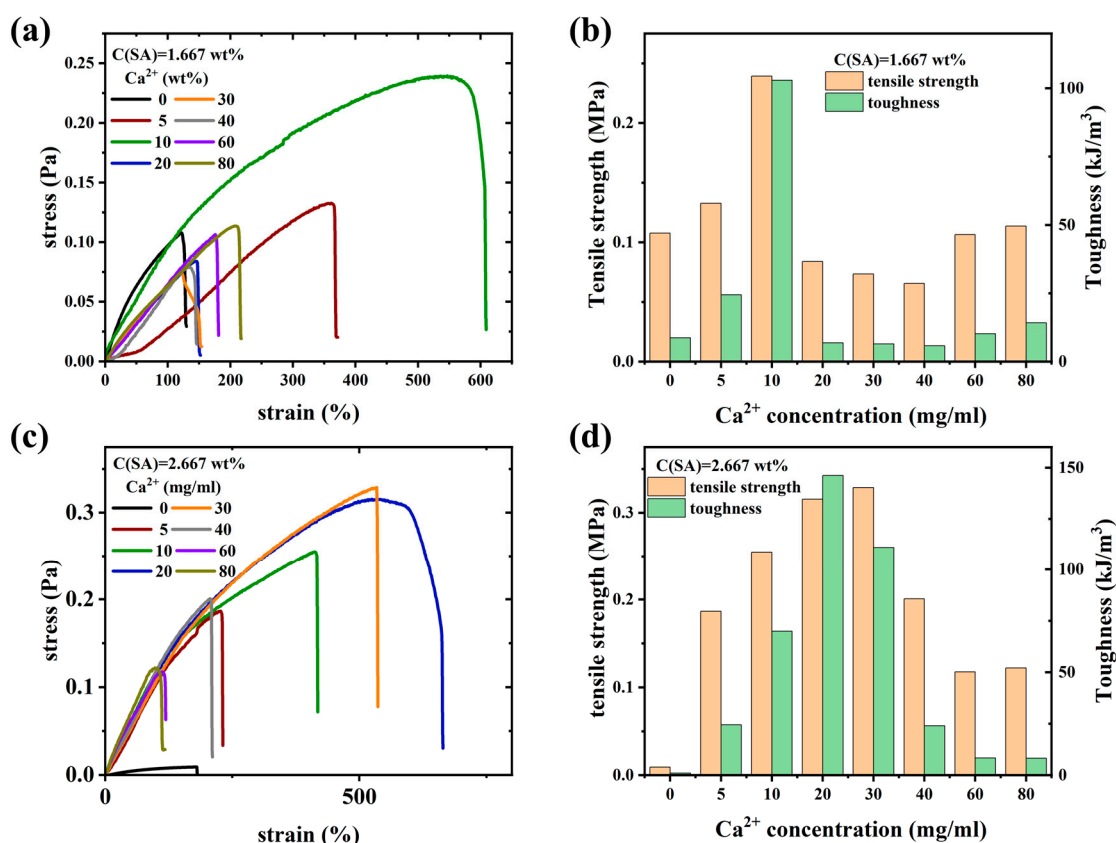 (a)
C(SA)=1.667 wt%
Ca²⁺ (wt%)
0 30
5 40
10 60
20 80
0.25
0.20
0.15
0.10
0.05
0.00
stress (Pa)
0 100 200 300 400 500 600
strain (%)
(b)
C(SA)=1.667 wt%
tensile strength
toughness
0.2
0.1
0.0
Tensile strength (MPa)
100
50
0
Toughness (kJ/m³)
0 5 10 20 30 40 60 80
Ca²⁺ concentration (mg/ml)
(c)
C(SA)=2.667 wt%
Ca²⁺ (mg/ml)
0 30
5 40
10 60
20 80
0.3
0.2
0.1
0.0
stress (Pa)
0 500
strain (%)
(d)
C(SA)=2.667 wt%
tensile strength
toughness
0.3
0.2
0.1
0.0
tensile strength (MPa)
150
100
50
0
Toughness (kJ/m³)
0 5 10 20 30 40 60 80
Ca²⁺ concentration (mg/ml)